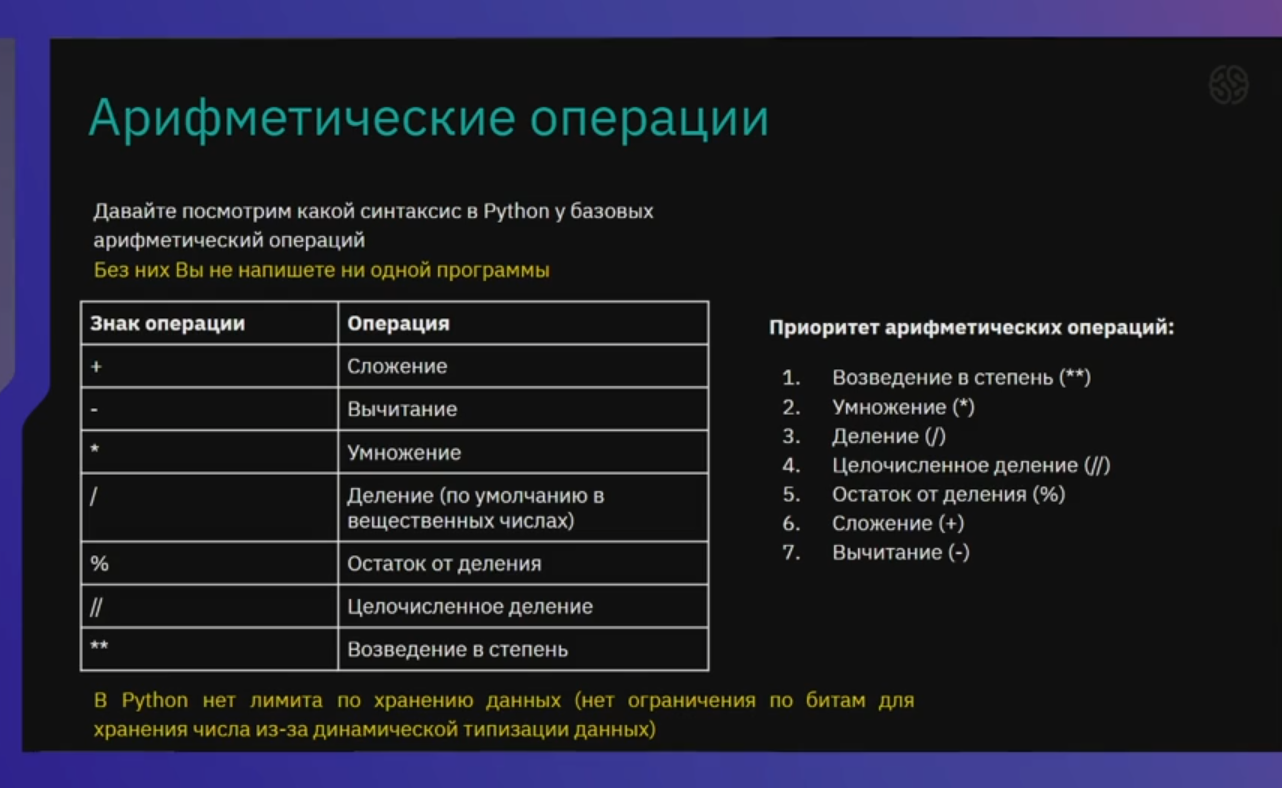 Арифметические операции
Давайте посмотрим какой синтаксис в Python у базовых
арифметический операций
Без них Вы не напишете ни одной программы
Знак операции Операция
+ Сложение
- Вычитание
* Умножение
/ Деление (по умолчанию в
вещественных числах)
% Остаток от деления
// Целочисленное деление
** Возведение в степень
Приоритет арифметических операций:
1. Возведение в степень (**)
2. Умножение (*)
3. Деление (/)
4. Целочисленное деление (//)
5. Остаток от деления (%)
6. Сложение (+)
7. Вычитание (-)
В Python нет лимита по хранению данных (нет ограничения по битам для
хранения числа из-за динамической типизации данных)